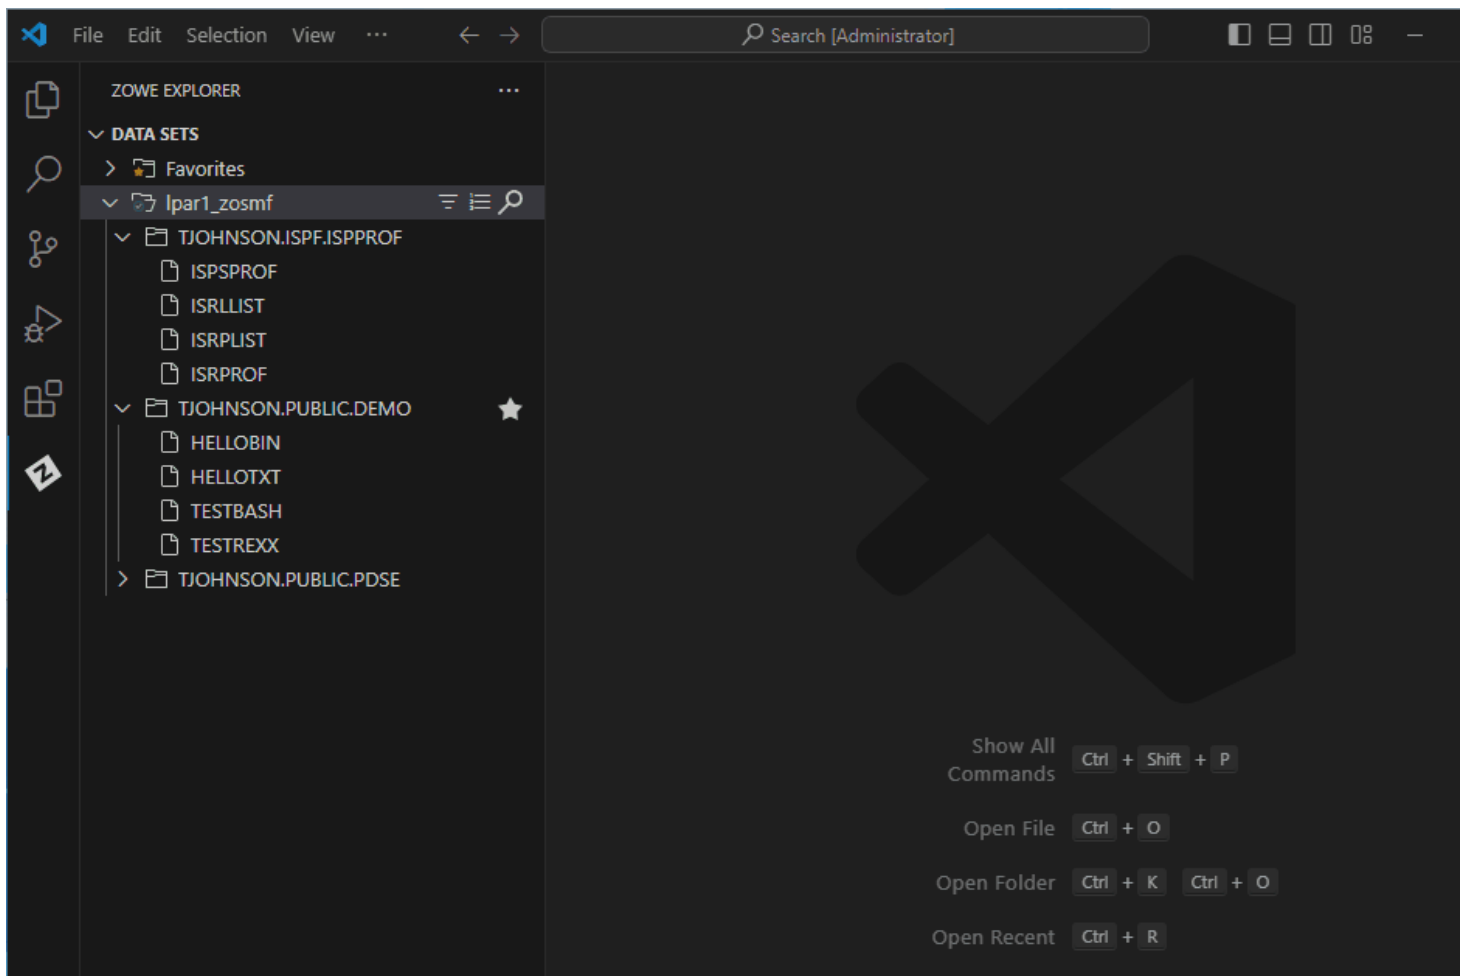 File Edit Selection View ··· Search [Administrator]
ZOWE EXPLORER
DATA SETS
Favorites
lpar1_zosmf
TJOHNSON.ISPF.ISPPROF
ISPSPROF
ISRLLIST
ISRPLIST
ISRPROF
TJOHNSON.PUBLIC.DEMO
HELLOBIN
HELLOTXT
TESTBASH
TESTREXX
TJOHNSON.PUBLIC.PDSE
Show All
Commands Ctrl + Shift + P
Open File Ctrl + O
Open Folder Ctrl + K Ctrl + O
Open Recent Ctrl + R